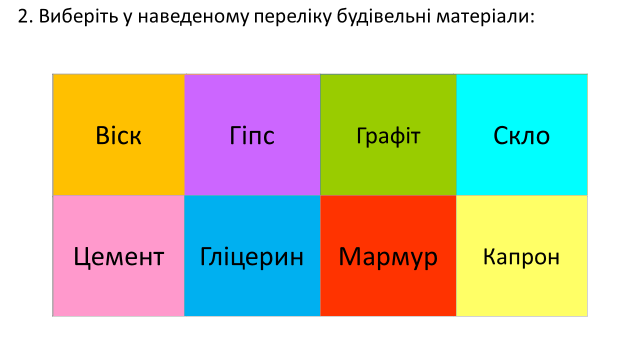 2. Виберіть у наведеному переліку будівельні матеріали:
Віск
Гіпс
Графіт
Скло
Цемент
Гліцерин
Мармур
Капрон